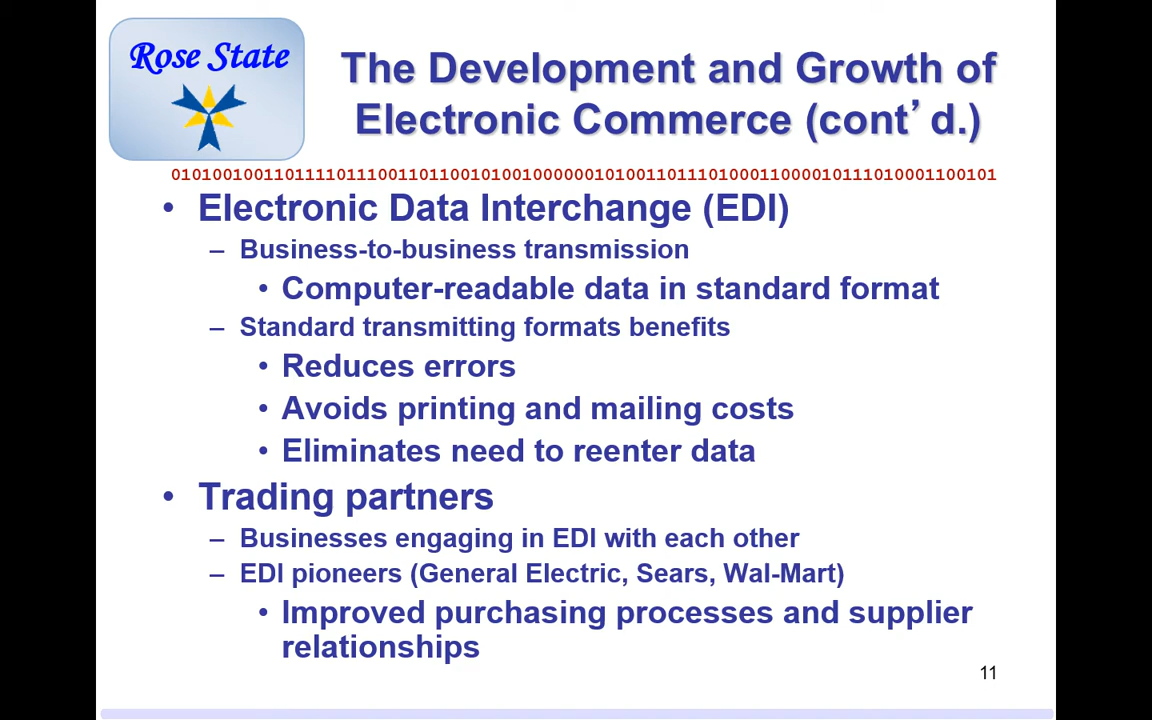 Rose State
The Development and Growth of
Electronic Commerce (cont’d.)
01010010011011110111001101100101001000000101001101110100011000010111010001100101
• Electronic Data Interchange (EDI)
– Business-to-business transmission
• Computer-readable data in standard format
– Standard transmitting formats benefits
• Reduces errors
• Avoids printing and mailing costs
• Eliminates need to reenter data
• Trading partners
– Businesses engaging in EDI with each other
– EDI pioneers (General Electric, Sears, Wal-Mart)
• Improved purchasing processes and supplier
relationships
11